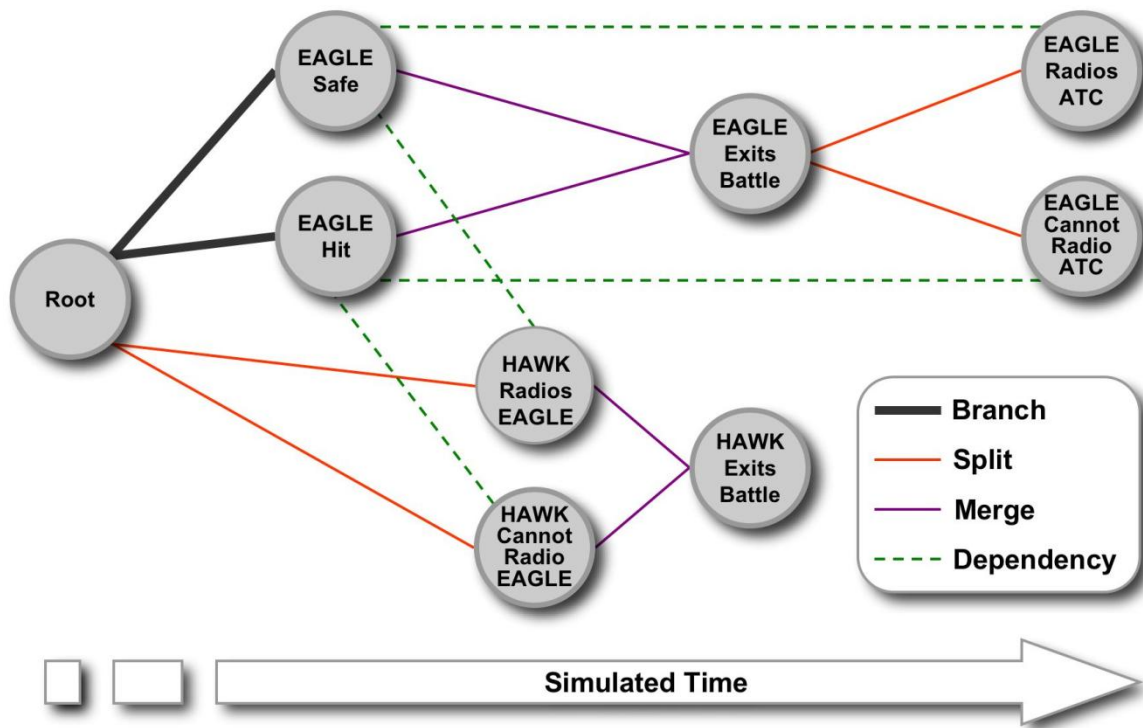 EAGLE
Safe
EAGLE
Radios
ATC
EAGLE
Exits
Battle
EAGLE
Hit
EAGLE
Cannot
Radio
ATC
Root
HAWK
Radios
EAGLE
HAWK
Exits
Battle
HAWK
Cannot
Radio
EAGLE
Branch
Split
Merge
Dependency
Simulated Time